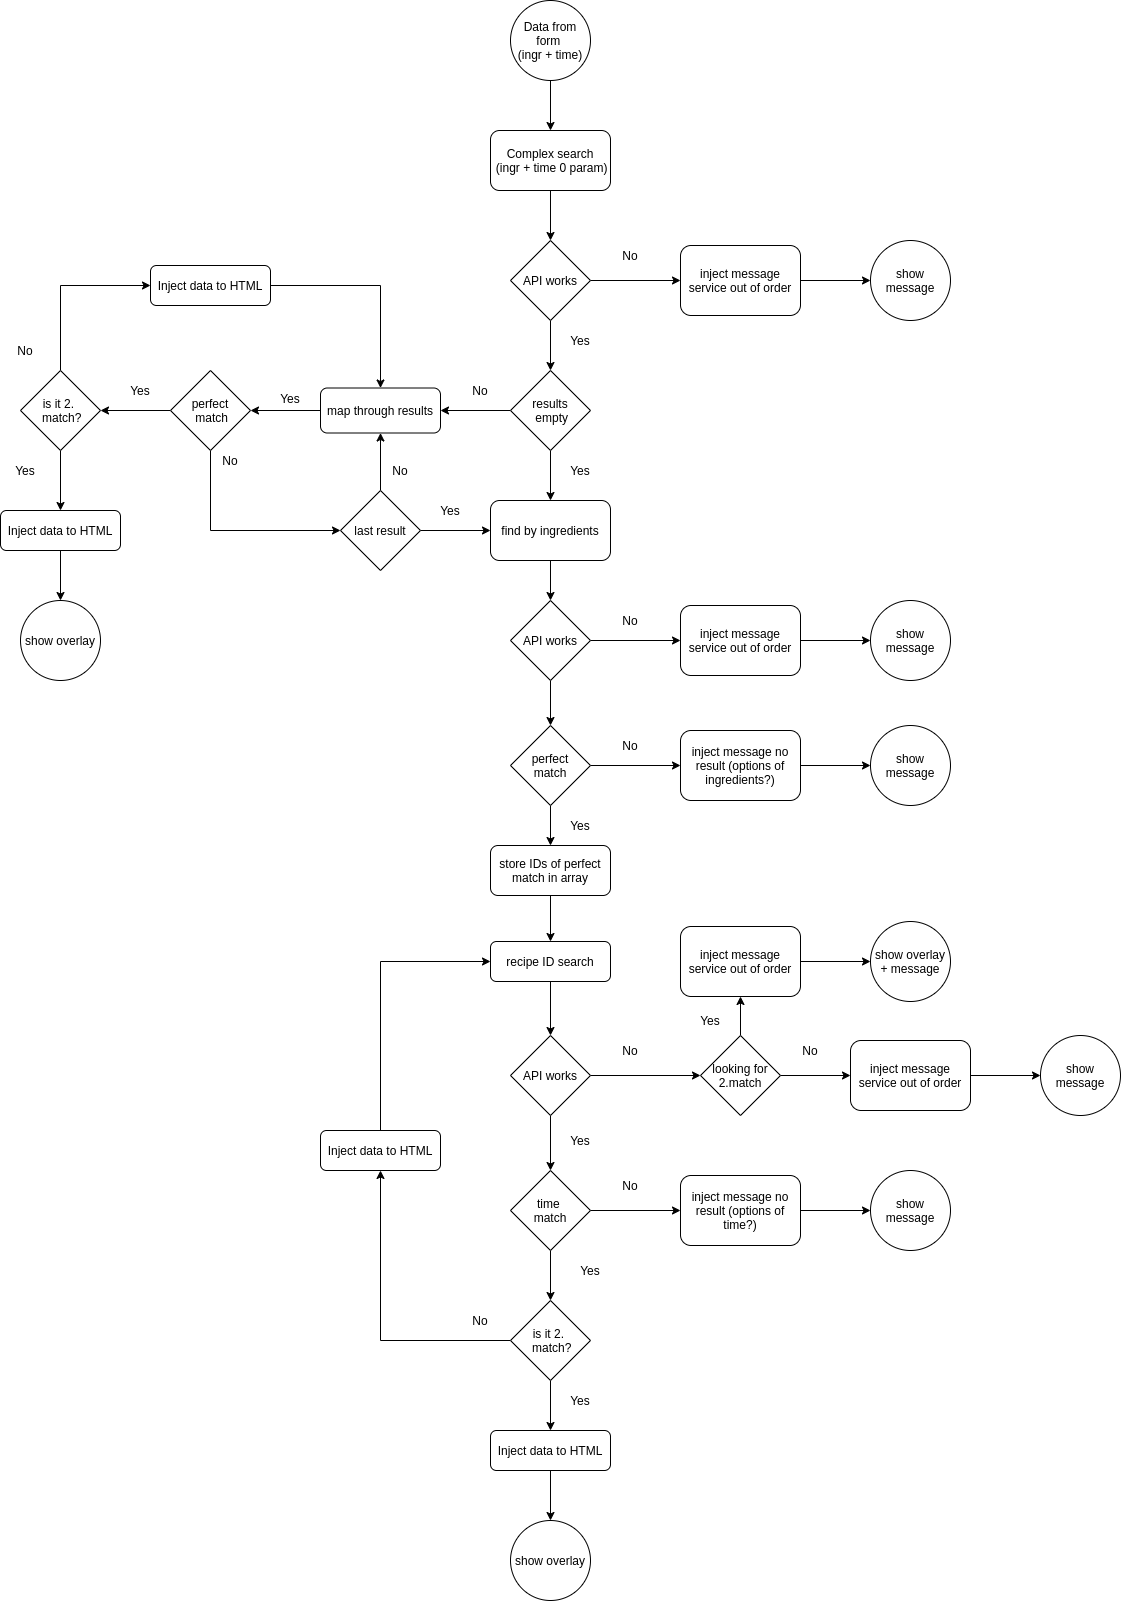 Data from
form
(ingr + time)
Complex search
(ingr + time 0 param)
API works
No
inject message
service out of order
show
message
Yes
Inject data to HTML
No
is it 2.
match?
Yes
perfect
match
Yes
map through results
No
results
empty
Yes
No
No
Yes
Inject data to HTML
last result
Yes
find by ingredients
show overlay
API works
No
inject message
service out of order
show
message
perfect
match
No
inject message no
result (options of
ingredients?)
show
message
Yes
store IDs of perfect
match in array
recipe ID search
inject message
service out of order
show overlay
+ message
Yes
API works
No
looking for
2.match
No
inject message
service out of order
show
message
Yes
Inject data to HTML
time
match
No
inject message no
result (options of
time?)
show
message
Yes
No
is it 2.
match?
Yes
Inject data to HTML
show overlay